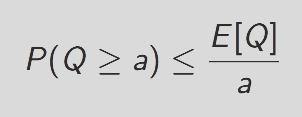 P(Q ≥ a) ≤ E[Q] / a